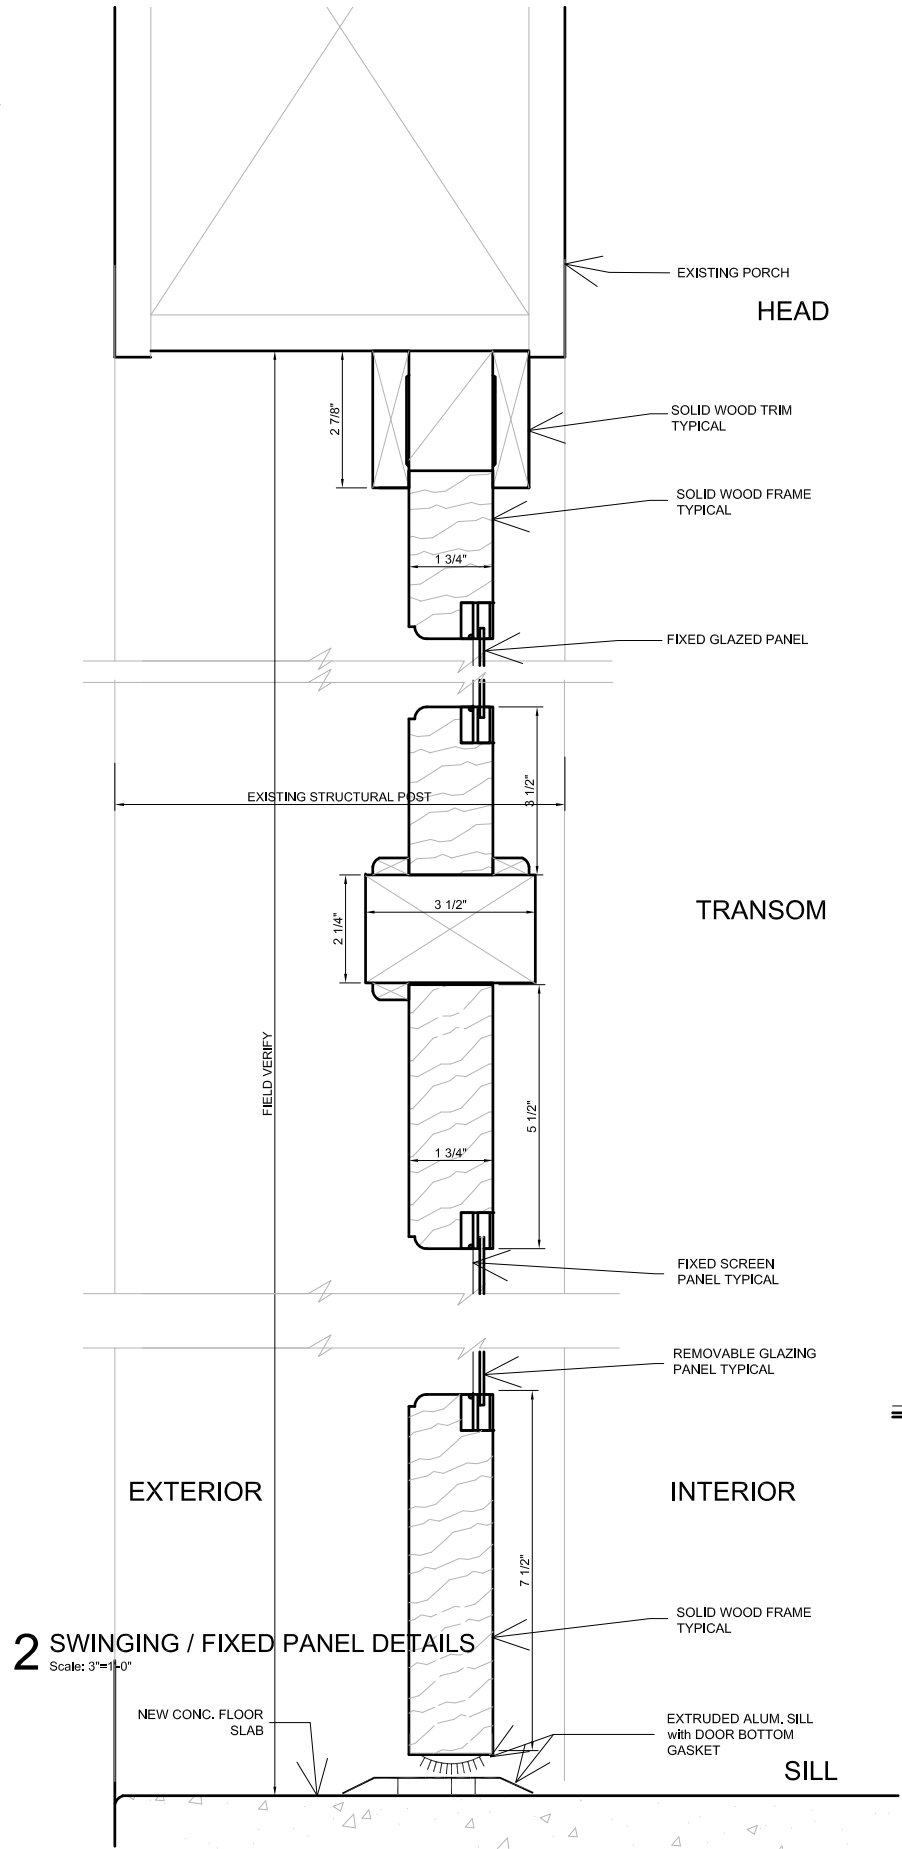 EXISTING PORCH
HEAD
2 7/8"
SOLID WOOD TRIM
TYPICAL
SOLID WOOD FRAME
TYPICAL
1 3/4"
FIXED GLAZED PANEL
3 1/2"
EXISTING STRUCTURAL POST
3 1/2"
2 1/4"
TRANSOM
FIELD VERIFY
5 1/2"
1 3/4"
FIXED SCREEN
PANEL TYPICAL
REMOVABLE GLAZING
PANEL TYPICAL
EXTERIOR
INTERIOR
7 1/2"
SOLID WOOD FRAME
TYPICAL
2 SWINGING / FIXED PANEL DETAILS
Scale: 3"=1'-0"
NEW CONC. FLOOR
SLAB
EXTRUDED ALUM. SILL
with DOOR BOTTOM
GASKET
SILL